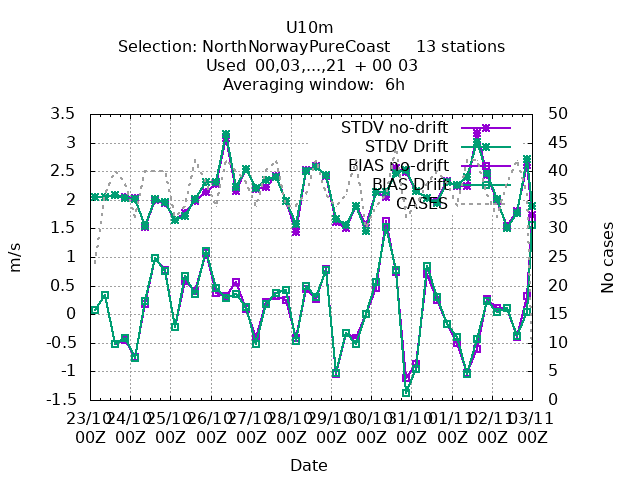 U10m
Selection: NorthNorwayPureCoast 13 stations
Used 00,03,...,21 + 00 03
Averaging window: 6h
3.5
3
2.5
2
1.5
1
0.5
0
-0.5
-1
-1.5
m/s
STDV no-drift
STDV Drift
BIAS no-drift
BIAS Drift
CASES
50
45
40
35
30
25
20
15
10
5
0
No cases
23/10 24/10 25/10 26/10 27/10 28/10 29/10 30/10 31/10 01/11 02/11 03/11
00Z 00Z 00Z 00Z 00Z 00Z 00Z 00Z 00Z 00Z 00Z 00Z
Date